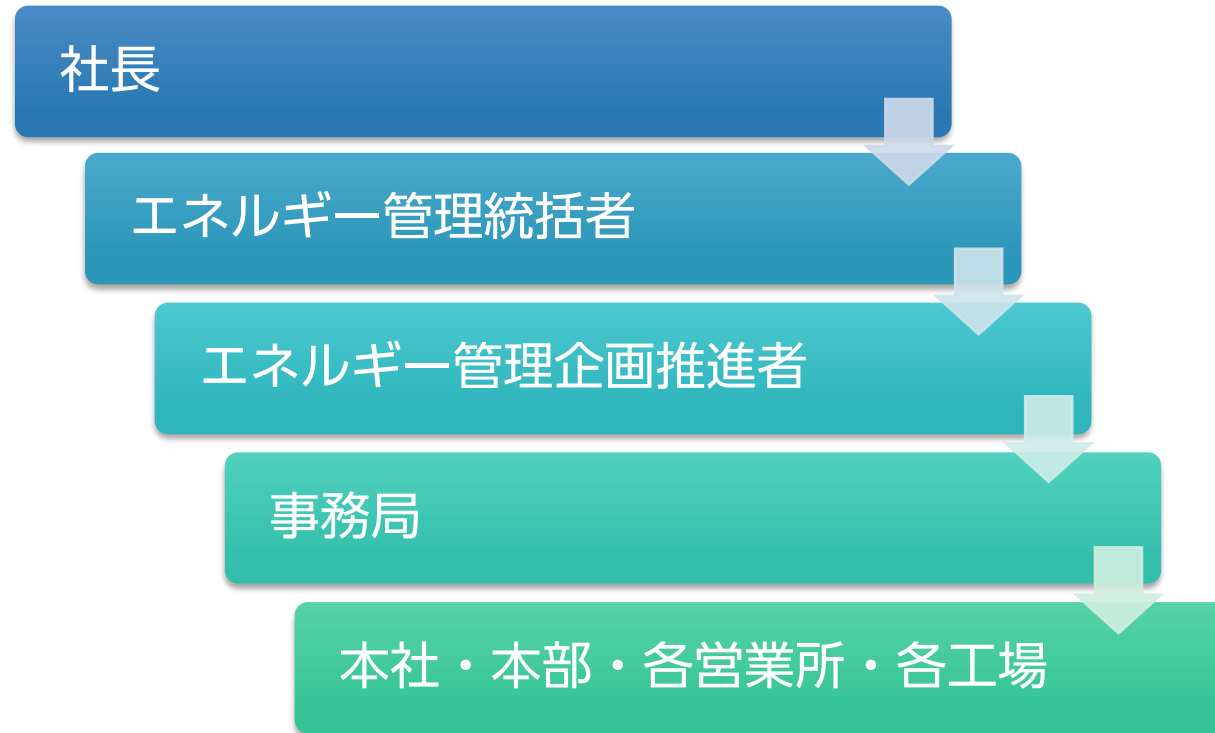 社長
エネルギー管理統括者
エネルギー管理企画推進者
事務局
本社・本部・各営業所・各工場